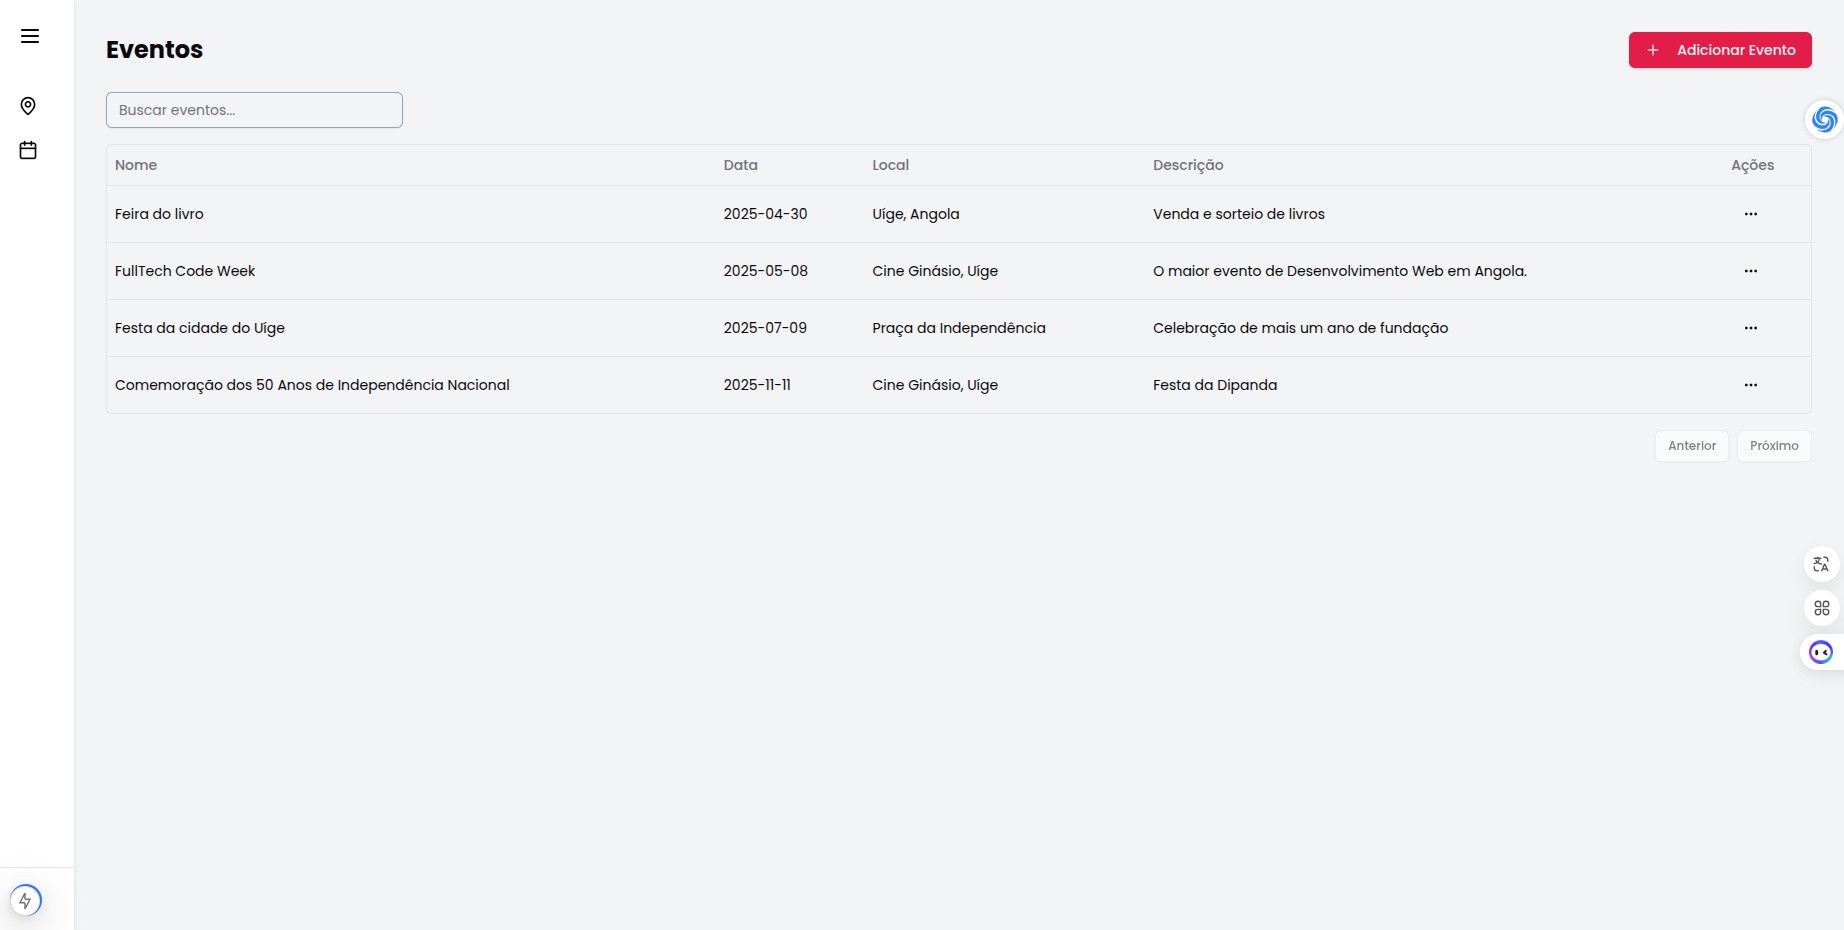 Eventos
Adicionar Evento
Buscar eventos...
Nome Data Local Descrição Ações
Feira do livro 2025-04-30 Uíge, Angola Venda e sorteio de livros
FullTech Code Week 2025-05-08 Cine Ginásio, Uíge O maior evento de Desenvolvimento Web em Angola.
Festa da cidade do Uíge 2025-07-09 Praça da Independência Celebração de mais um ano de fundação
Comemoração dos 50 Anos de Independência Nacional 2025-11-11 Cine Ginásio, Uíge Festa da Dipanda
Anterior Próximo